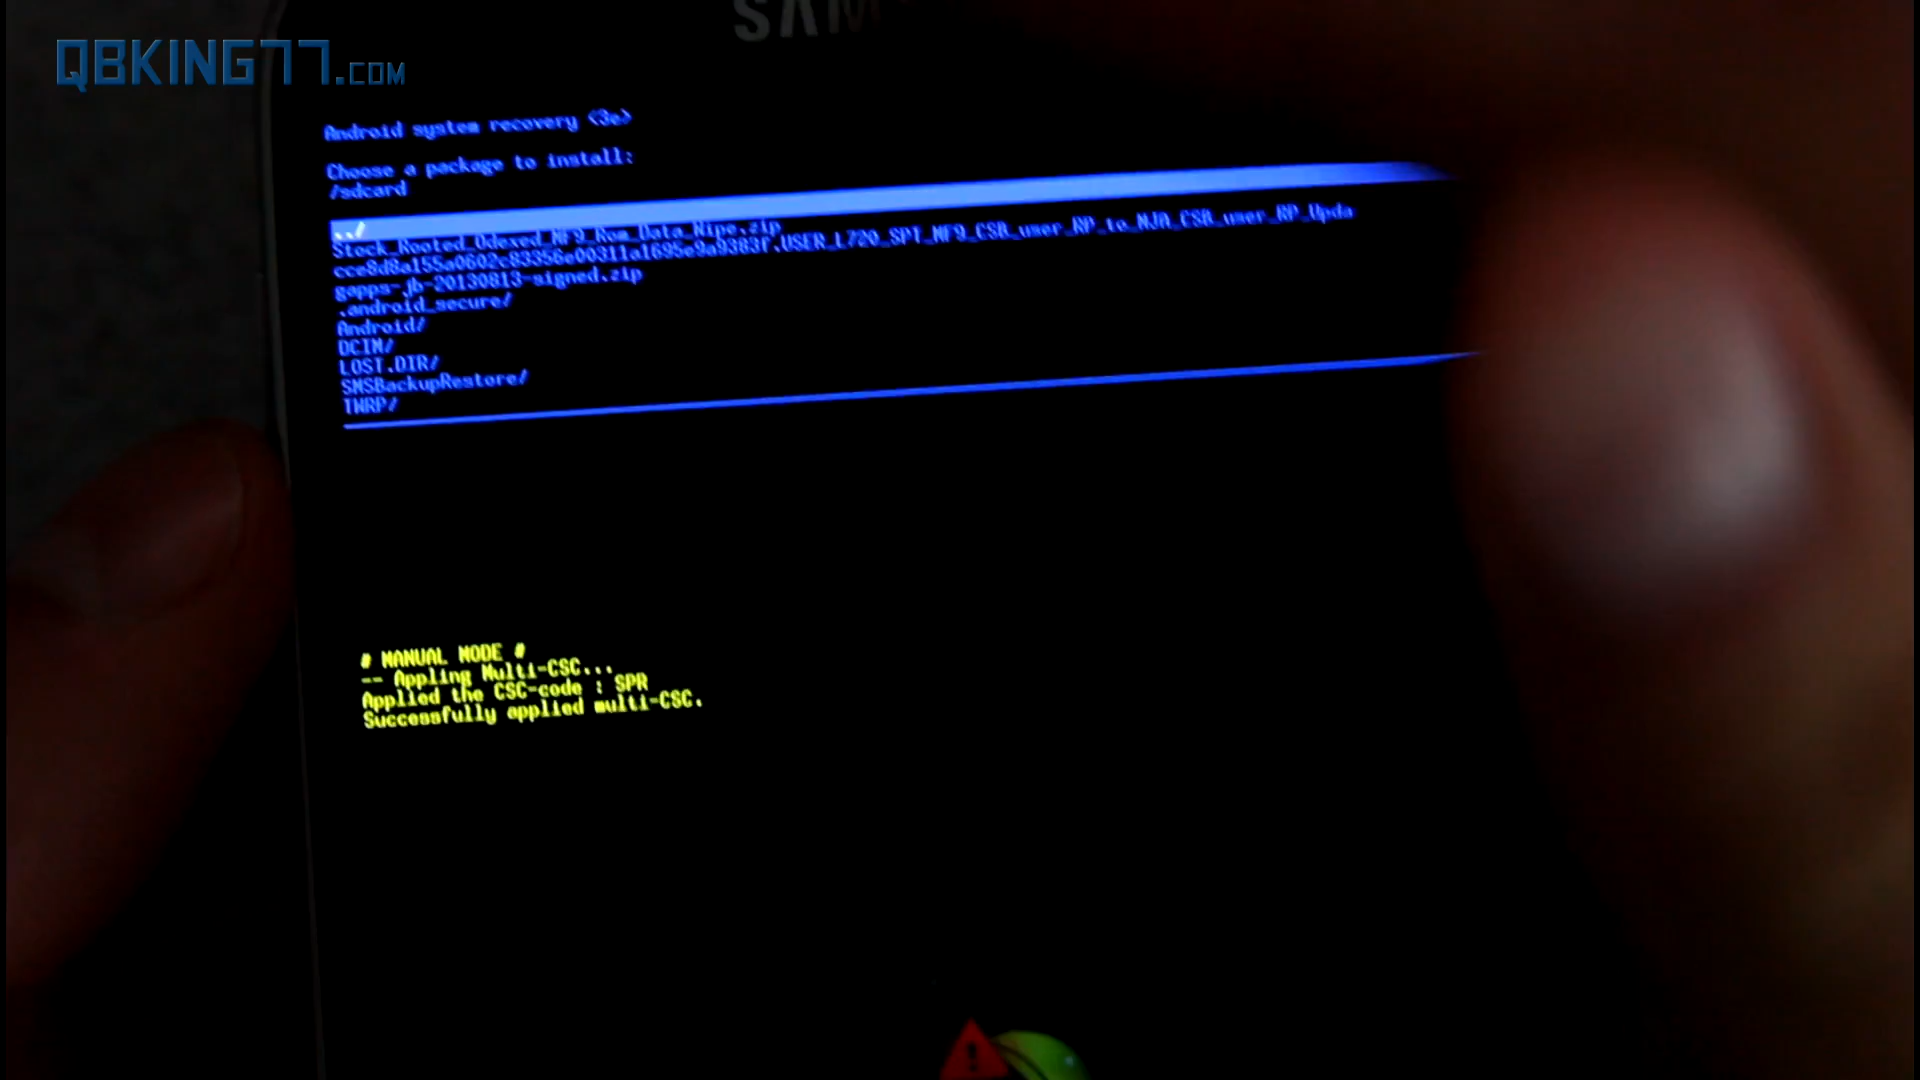 SAM
QBKING77.COM
Android system recovery <3e>
Choose a package to install:
/sdcard
../
Stock_Rooted_Odexed_MF9_Rom_Data_Wipe.zip
cce8d8a155a0602c83356e00311a1695e9a9383f.USER_L720_SPT_MF9_CSB_user_RP_to_MJA_CSB_user_RP_Upda
gapps-jb-20130813-signed.zip
.android_secure/
Android/
DCIM/
LOST.DIR/
SMSBackupRestore/
TWRP/
# MANUAL MODE #
-- Appling Multi-CSC...
Applied the CSC-code : SPR
Successfully applied multi-CSC.